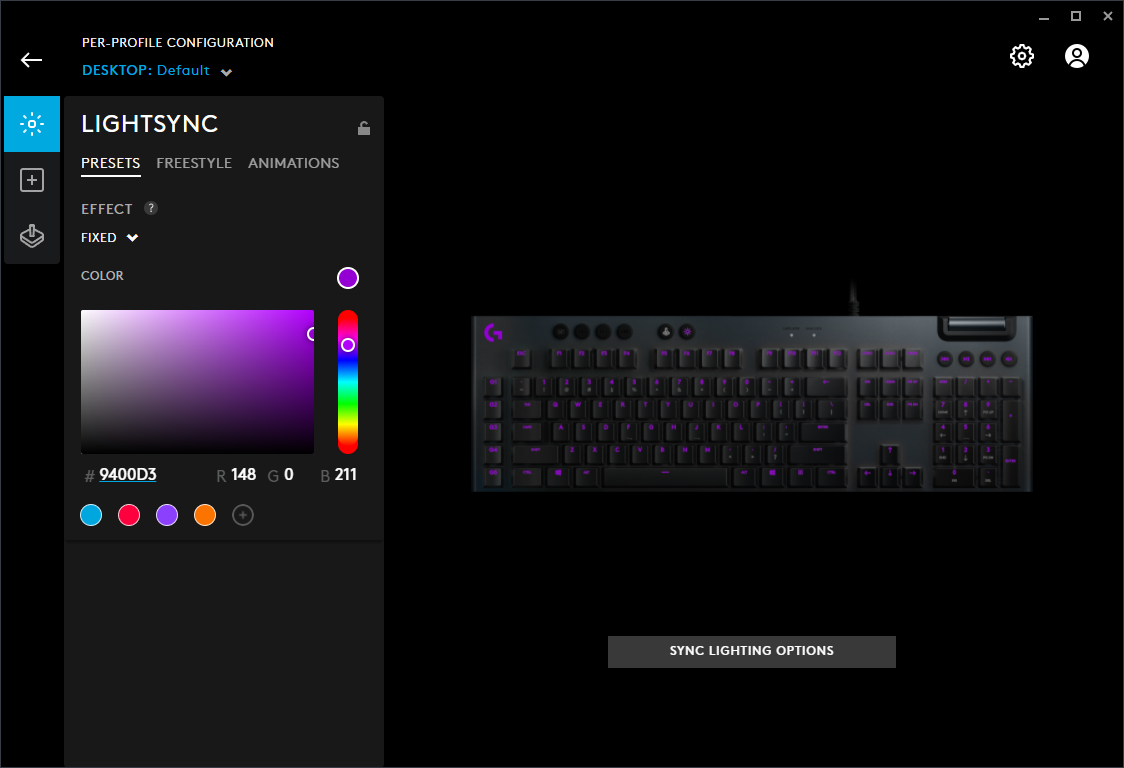 PER-PROFILE CONFIGURATION
DESKTOP: Default
LIGHTSYNC
PRESETS FREESTYLE ANIMATIONS
EFFECT ?
FIXED
COLOR
# 9400D3 R 148 G 0 B 211
SYNC LIGHTING OPTIONS